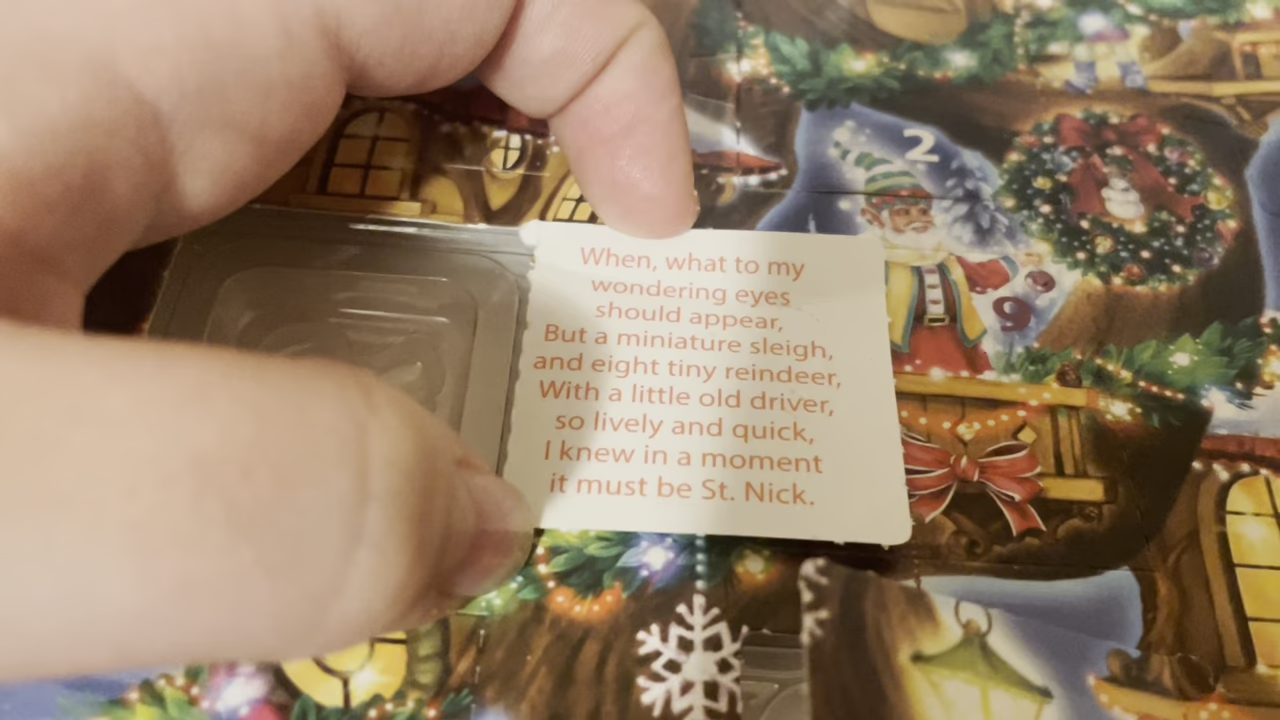 When, what to my
wondering eyes
should appear,
But a miniature sleigh,
and eight tiny reindeer,
With a little old driver,
so lively and quick,
I knew in a moment
it must be St. Nick.
2
9